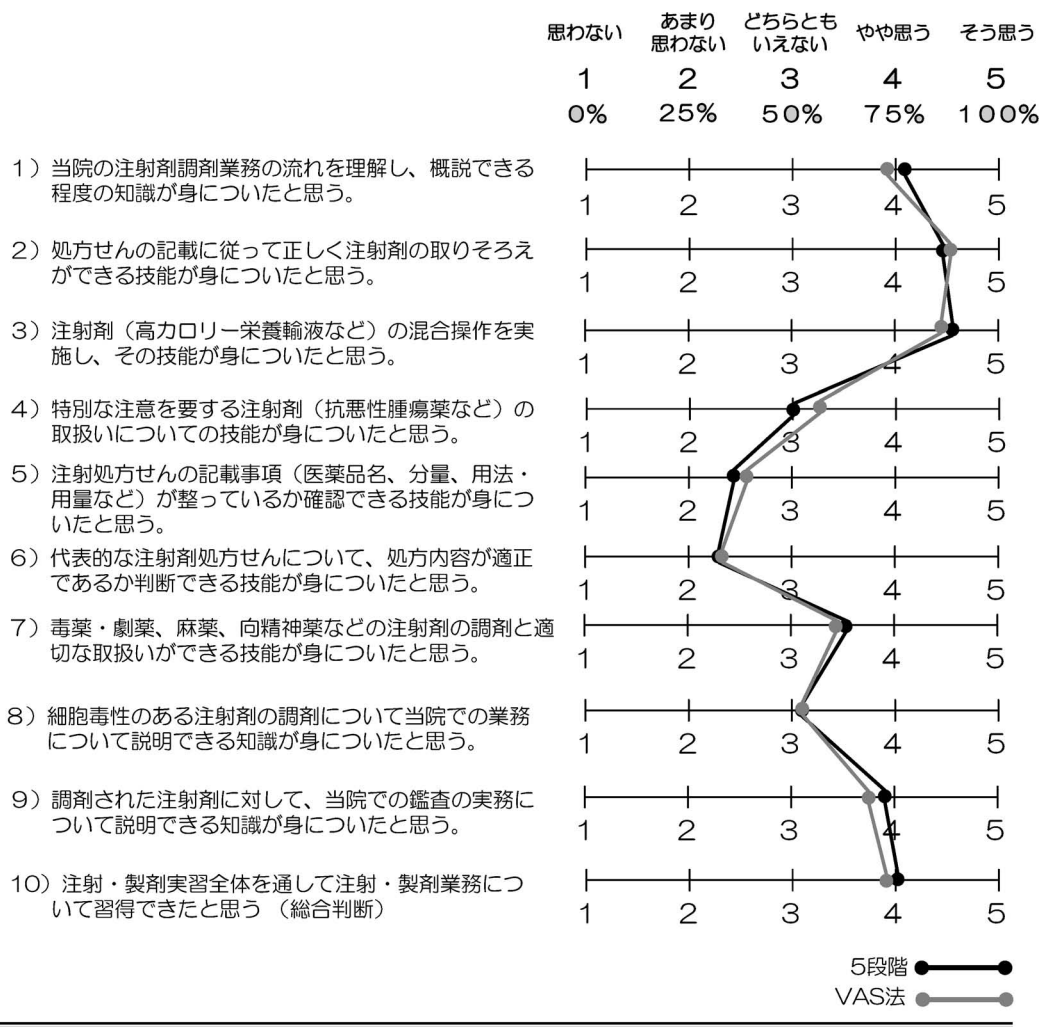 思わない あまり思わない どちらともいえない やや思う そう思う
1 2 3 4 5
0% 25% 50% 75% 100%
1）当院の注射剤調剤業務の流れを理解し、概説できる
程度の知識が身についたと思う。
1 2 3 4 5
2）処方せんの記載に従って正しく注射剤の取りそろえ
ができる技能が身についたと思う。
1 2 3 4 5
3）注射剤（高カロリー栄養輸液など）の混合操作を実
施し、その技能が身についたと思う。
1 2 3 4 5
4）特別な注意を要する注射剤（抗悪性腫瘍薬など）の
取扱いについての技能が身についたと思う。
1 2 3 4 5
5）注射処方せんの記載事項（医薬品名、分量、用法・
用量など）が整っているか確認できる技能が身につ
いたと思う。
1 2 3 4 5
6）代表的な注射剤処方せんについて、処方内容が適正
であるか判断できる技能が身についたと思う。
1 2 3 4 5
7）毒薬・劇薬、麻薬、向精神薬などの注射剤の調剤と適
切な取扱いができる技能が身についたと思う。
1 2 3 4 5
8）細胞毒性のある注射剤の調剤について当院での業務
について説明できる知識が身についたと思う。
1 2 3 4 5
9）調剤された注射剤に対して、当院での鑑査の実務に
ついて説明できる知識が身についたと思う。
1 2 3 4 5
10）注射・製剤実習全体を通して注射・製剤業務につ
いて習得できたと思う （総合判断）
1 2 3 4 5
5段階
VAS法